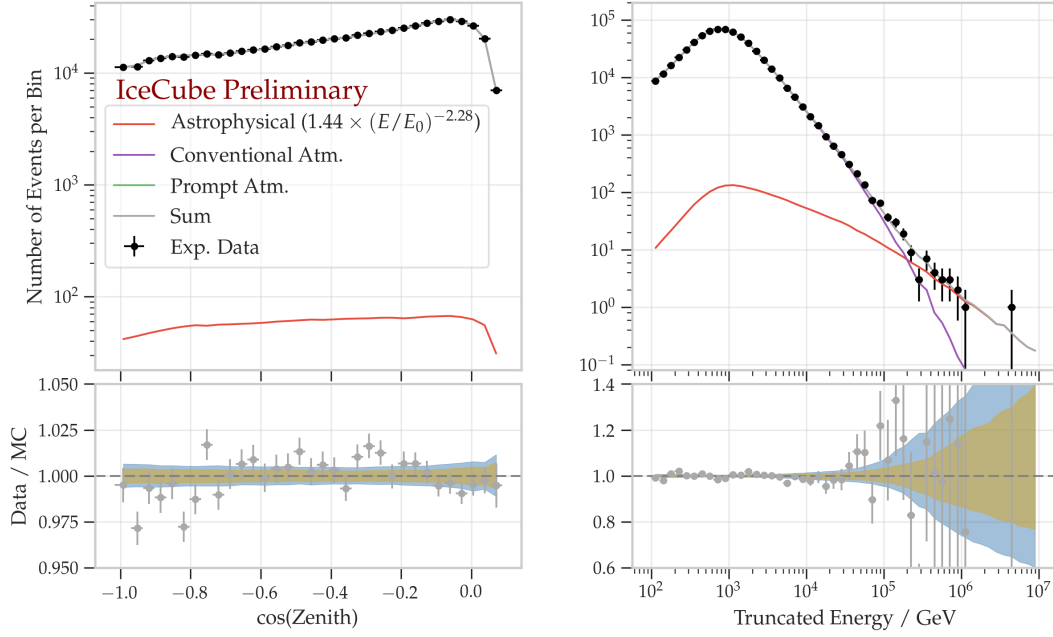 Number of Events per Bin
10⁴
10³
10²
IceCube Preliminary
Astrophysical (1.44 × (E/E₀)⁻²·²⁸)
Conventional Atm.
Prompt Atm.
Sum
Exp. Data
10⁵
10⁴
10³
10²
10¹
10⁰
10⁻¹
Data / MC
1.050
1.025
1.000
0.975
0.950
−1.0 −0.8 −0.6 −0.4 −0.2 0.0
cos(Zenith)
1.4
1.2
1.0
0.8
0.6
10² 10³ 10⁴ 10⁵ 10⁶ 10⁷
Truncated Energy / GeV